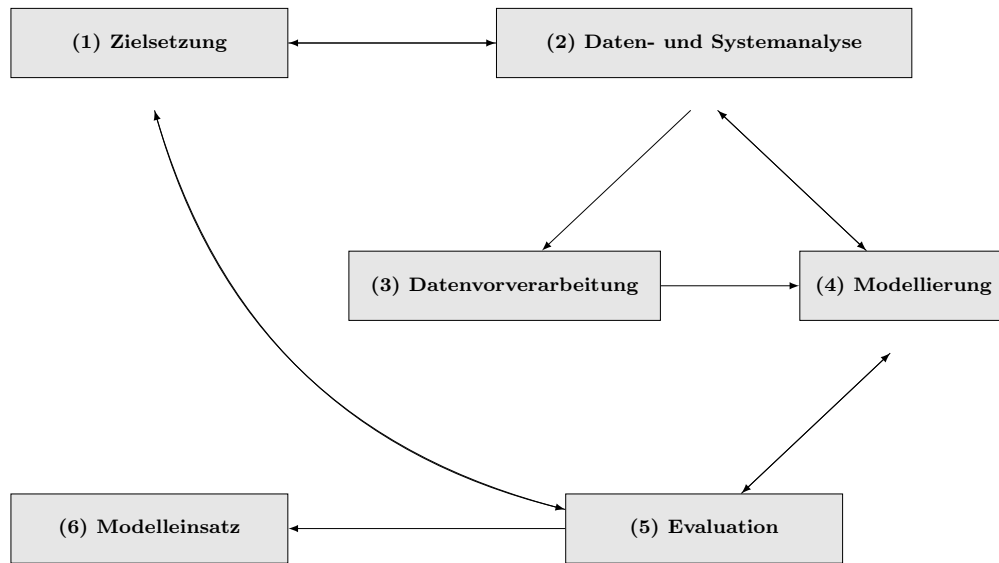 (1) Zielsetzung
(2) Daten- und Systemanalyse
(3) Datenvorverarbeitung
(4) Modellierung
(6) Modelleinsatz
(5) Evaluation